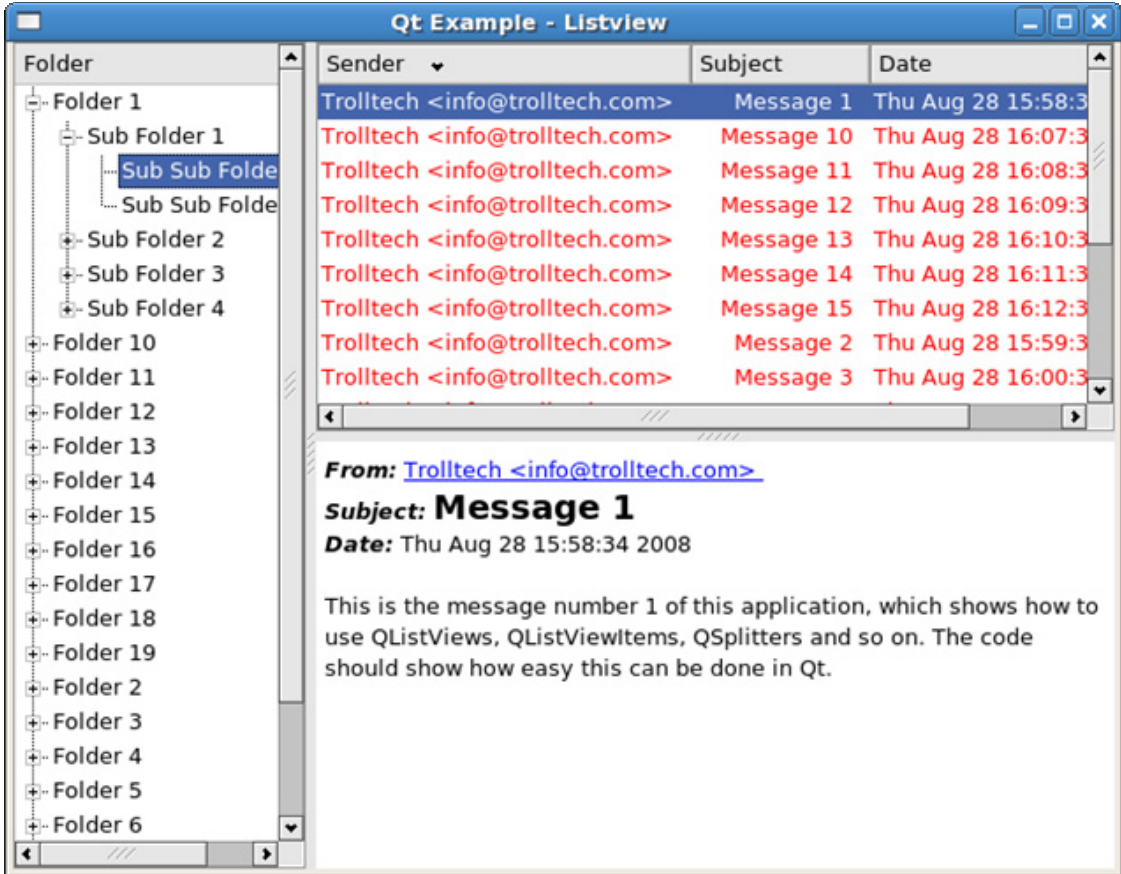 Qt Example - Listview
Folder
Folder 1
Sub Folder 1
Sub Sub Folde
Sub Sub Folde
Sub Folder 2
Sub Folder 3
Sub Folder 4
Folder 10
Folder 11
Folder 12
Folder 13
Folder 14
Folder 15
Folder 16
Folder 17
Folder 18
Folder 19
Folder 2
Folder 3
Folder 4
Folder 5
Folder 6
Sender Subject Date
Trolltech <info@trolltech.com> Message 1 Thu Aug 28 15:58:3
Trolltech <info@trolltech.com> Message 10 Thu Aug 28 16:07:3
Trolltech <info@trolltech.com> Message 11 Thu Aug 28 16:08:3
Trolltech <info@trolltech.com> Message 12 Thu Aug 28 16:09:3
Trolltech <info@trolltech.com> Message 13 Thu Aug 28 16:10:3
Trolltech <info@trolltech.com> Message 14 Thu Aug 28 16:11:3
Trolltech <info@trolltech.com> Message 15 Thu Aug 28 16:12:3
Trolltech <info@trolltech.com> Message 2 Thu Aug 28 15:59:3
Trolltech <info@trolltech.com> Message 3 Thu Aug 28 16:00:3
From: Trolltech <info@trolltech.com>
Subject: Message 1
Date: Thu Aug 28 15:58:34 2008
This is the message number 1 of this application, which shows how to
use QListViews, QListViewItems, QSplitters and so on. The code
should show how easy this can be done in Qt.